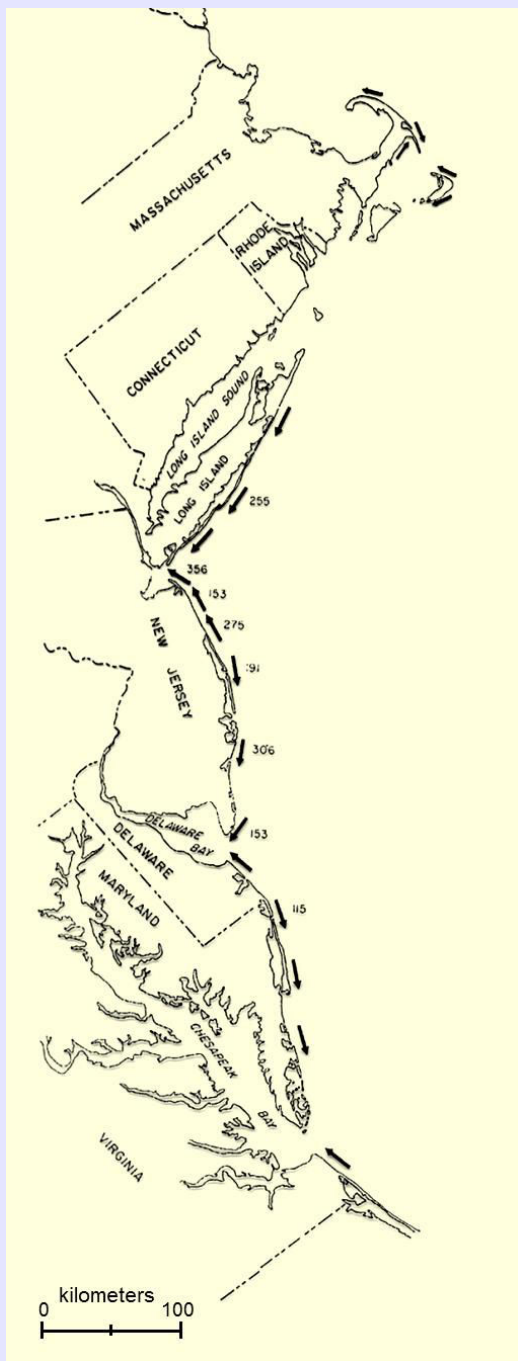 MASSACHUSETTS
RHODE
ISLAND
CONNECTICUT
LONG ISLAND SOUND
LONG ISLAND
255
356
153
275
NEW JERSEY
:91
306
153
DELAWARE
BAY
DELAWARE
MARYLAND
115
CHESAPEAK
BAY
VIRGINIA
kilometers
0 100